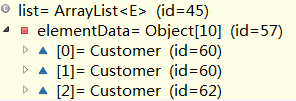 list= ArrayList<E> (id=45)
elementData= Object[10] (id=57)
[0]= Customer (id=60)
[1]= Customer (id=60)
[2]= Customer (id=62)